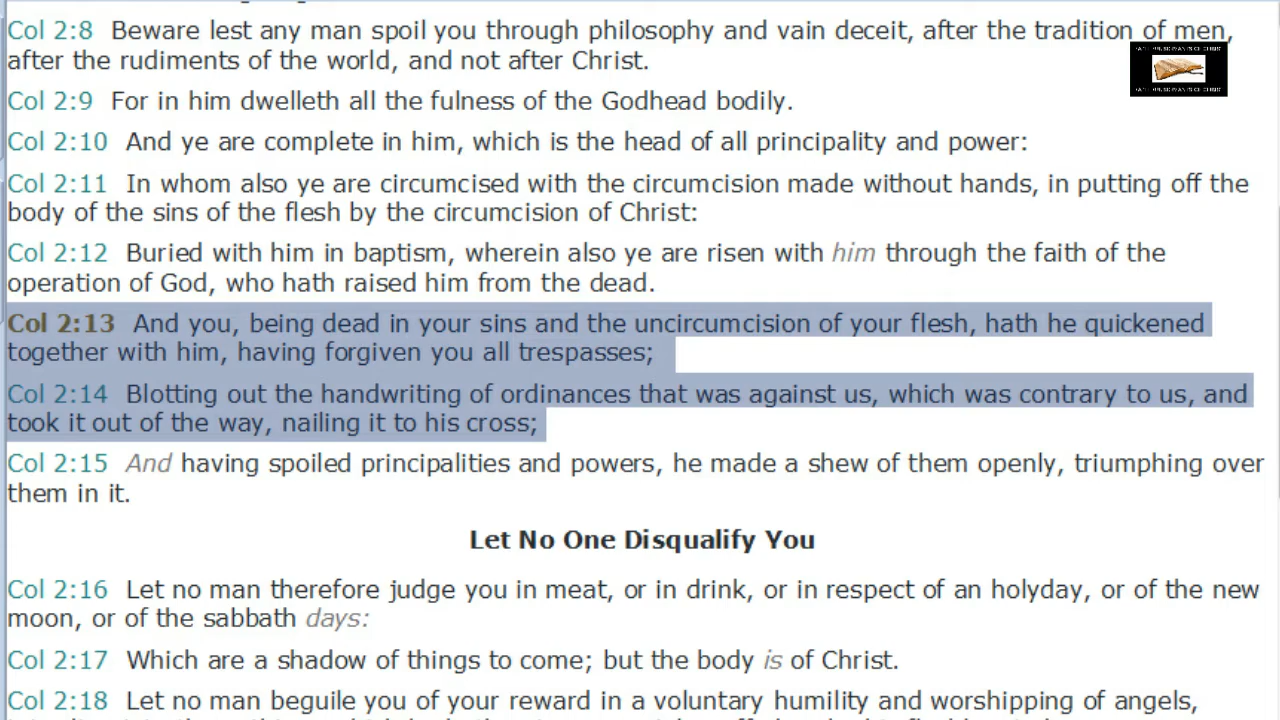 Col 2:8 Beware lest any man spoil you through philosophy and vain deceit, after the tradition of men,
after the rudiments of the world, and not after Christ.
Col 2:9 For in him dwelleth all the fulness of the Godhead bodily.
Col 2:10 And ye are complete in him, which is the head of all principality and power:
Col 2:11 In whom also ye are circumcised with the circumcision made without hands, in putting off the
body of the sins of the flesh by the circumcision of Christ:
Col 2:12 Buried with him in baptism, wherein also ye are risen with him through the faith of the
operation of God, who hath raised him from the dead.
Col 2:13 And you, being dead in your sins and the uncircumcision of your flesh, hath he quickened
together with him, having forgiven you all trespasses;
Col 2:14 Blotting out the handwriting of ordinances that was against us, which was contrary to us, and
took it out of the way, nailing it to his cross;
Col 2:15 And having spoiled principalities and powers, he made a shew of them openly, triumphing over
them in it.
Let No One Disqualify You
Col 2:16 Let no man therefore judge you in meat, or in drink, or in respect of an holyday, or of the new
moon, or of the sabbath days:
Col 2:17 Which are a shadow of things to come; but the body is of Christ.
Col 2:18 Let no man beguile you of your reward in a voluntary humility and worshipping of angels,